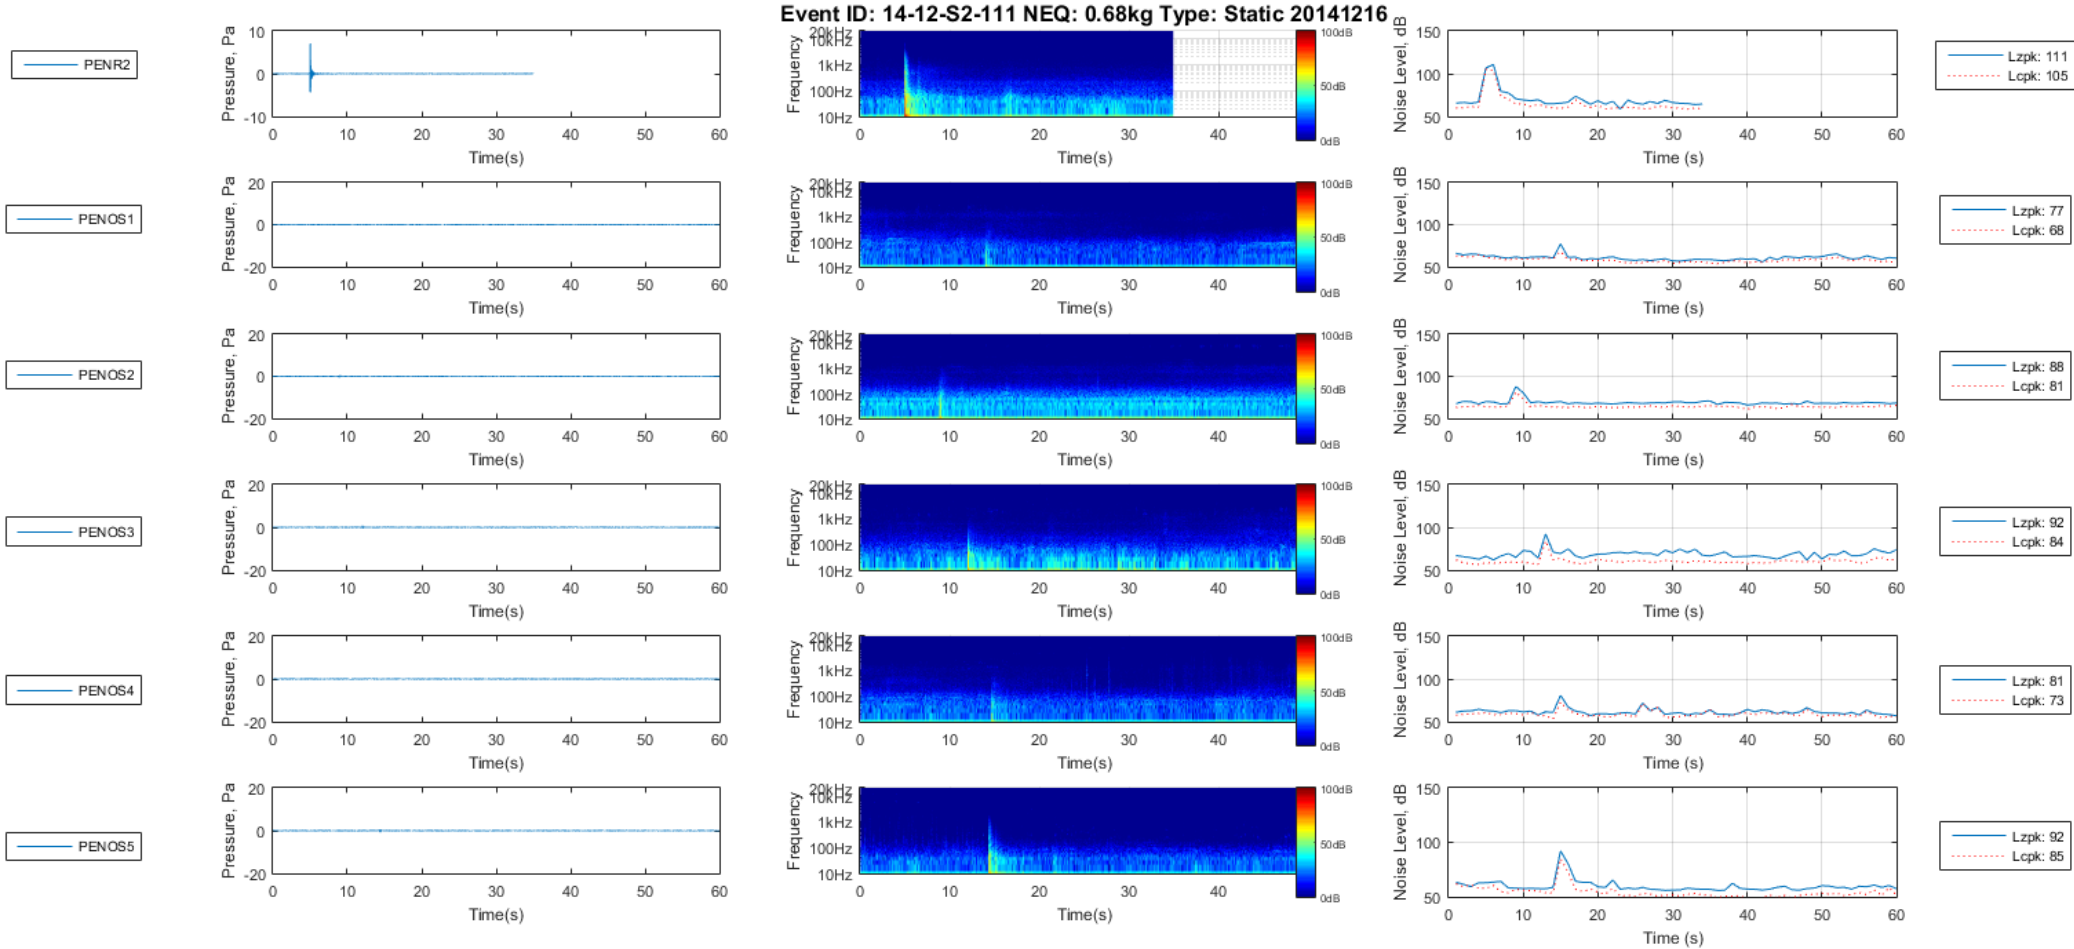 Event ID: 14-12-S2-111 NEQ: 0.68kg Type: Static 20141216
PENR2
Pressure, Pa
10
0
-10
0 10 20 30 40 50 60
Time(s)
Frequency
20kHz
10kHz
1kHz
100Hz
10Hz
0 10 20 30 40
Time(s)
100dB
50dB
0dB
Noise Level, dB
150
100
50
0 10 20 30 40 50 60
Time (s)
Lzpk: 111
Lcpk: 105
PENOS1
Pressure, Pa
20
0
-20
0 10 20 30 40 50 60
Time(s)
Frequency
20kHz
10kHz
1kHz
100Hz
10Hz
0 10 20 30 40
Time(s)
100dB
50dB
0dB
Noise Level, dB
150
100
50
0 10 20 30 40 50 60
Time (s)
Lzpk: 77
Lcpk: 68
PENOS2
Pressure, Pa
20
0
-20
0 10 20 30 40 50 60
Time(s)
Frequency
20kHz
10kHz
1kHz
100Hz
10Hz
0 10 20 30 40
Time(s)
100dB
50dB
0dB
Noise Level, dB
150
100
50
0 10 20 30 40 50 60
Time (s)
Lzpk: 88
Lcpk: 81
PENOS3
Pressure, Pa
20
0
-20
0 10 20 30 40 50 60
Time(s)
Frequency
20kHz
10kHz
1kHz
100Hz
10Hz
0 10 20 30 40
Time(s)
100dB
50dB
0dB
Noise Level, dB
150
100
50
0 10 20 30 40 50 60
Time (s)
Lzpk: 92
Lcpk: 84
PENOS4
Pressure, Pa
20
0
-20
0 10 20 30 40 50 60
Time(s)
Frequency
20kHz
10kHz
1kHz
100Hz
10Hz
0 10 20 30 40
Time(s)
100dB
50dB
0dB
Noise Level, dB
150
100
50
0 10 20 30 40 50 60
Time (s)
Lzpk: 81
Lcpk: 73
PENOS5
Pressure, Pa
20
0
-20
0 10 20 30 40 50 60
Time(s)
Frequency
20kHz
10kHz
1kHz
100Hz
10Hz
0 10 20 30 40
Time(s)
100dB
50dB
0dB
Noise Level, dB
150
100
50
0 10 20 30 40 50 60
Time (s)
Lzpk: 92
Lcpk: 85